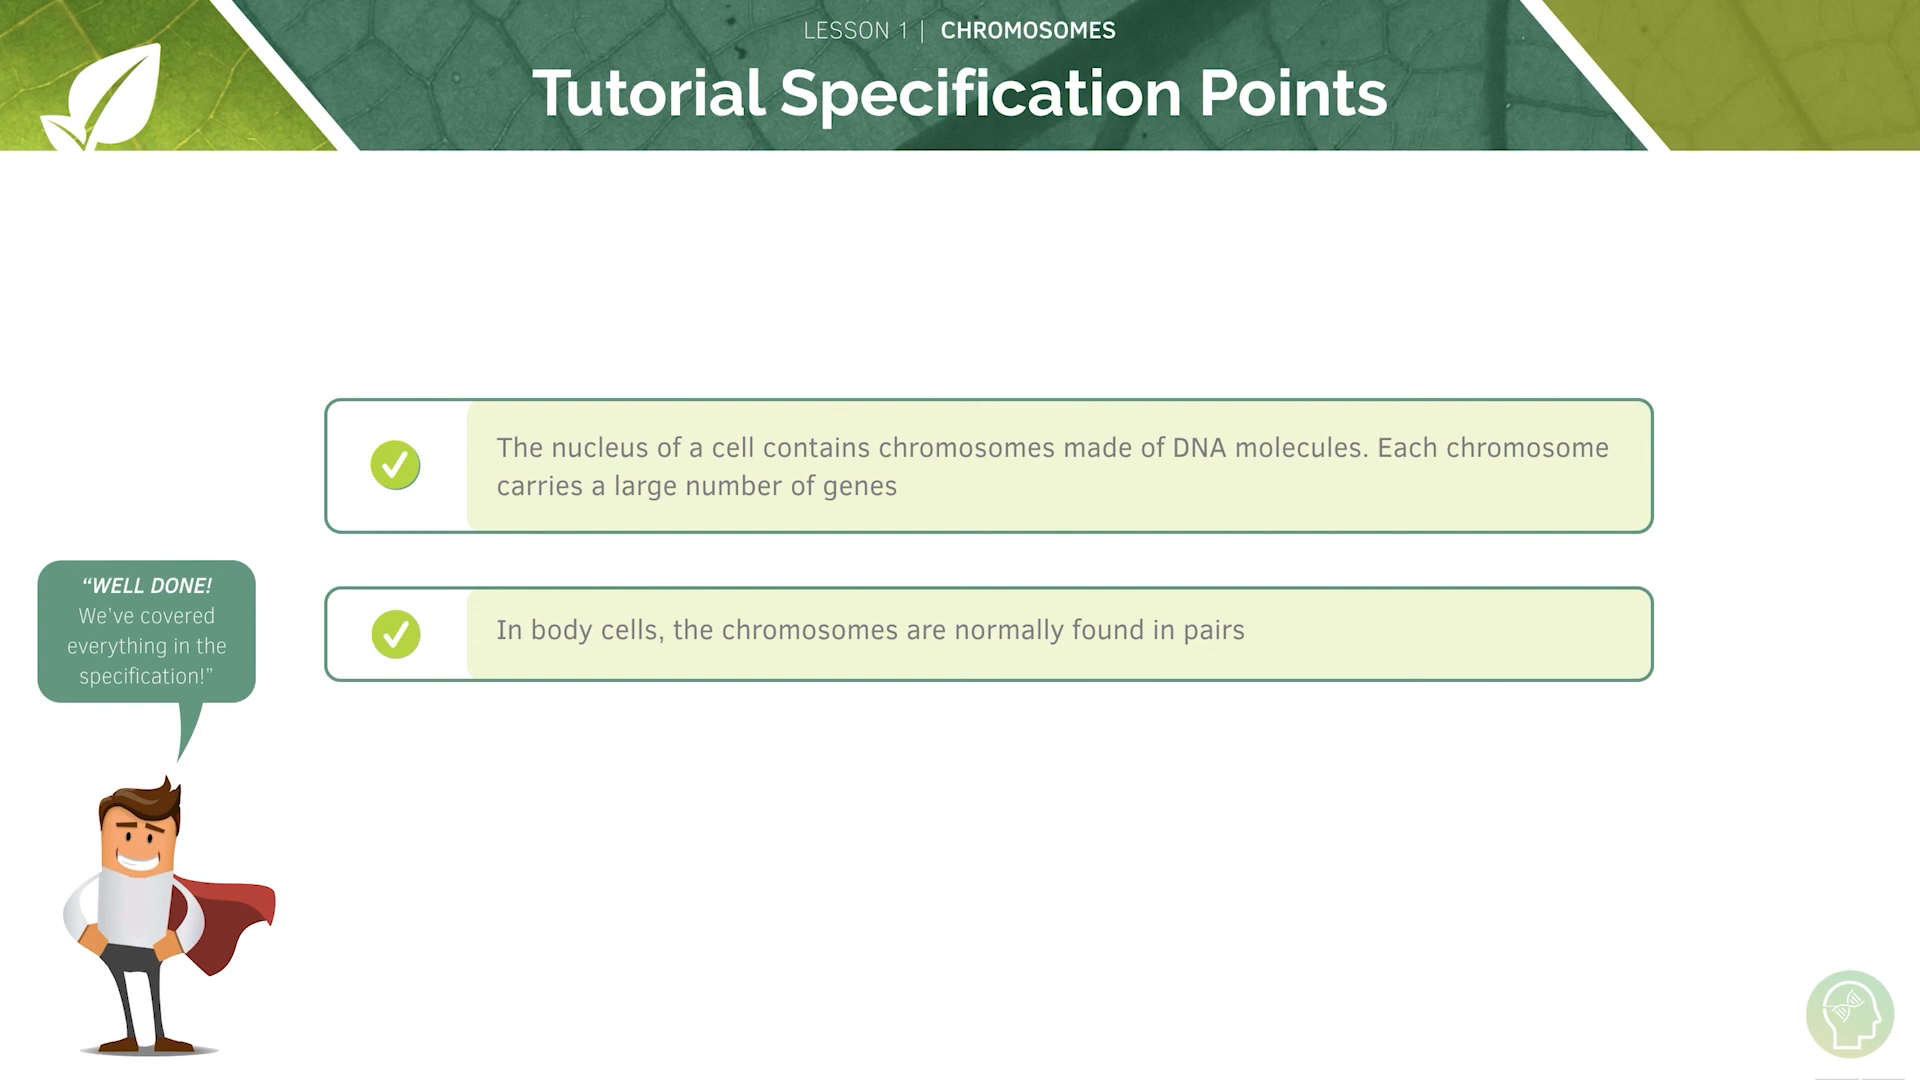 LESSON 1 | CHROMOSOMES
Tutorial Specification Points
The nucleus of a cell contains chromosomes made of DNA molecules. Each chromosome
carries a large number of genes
In body cells, the chromosomes are normally found in pairs
“WELL DONE!
We’ve covered
everything in the
specification!”